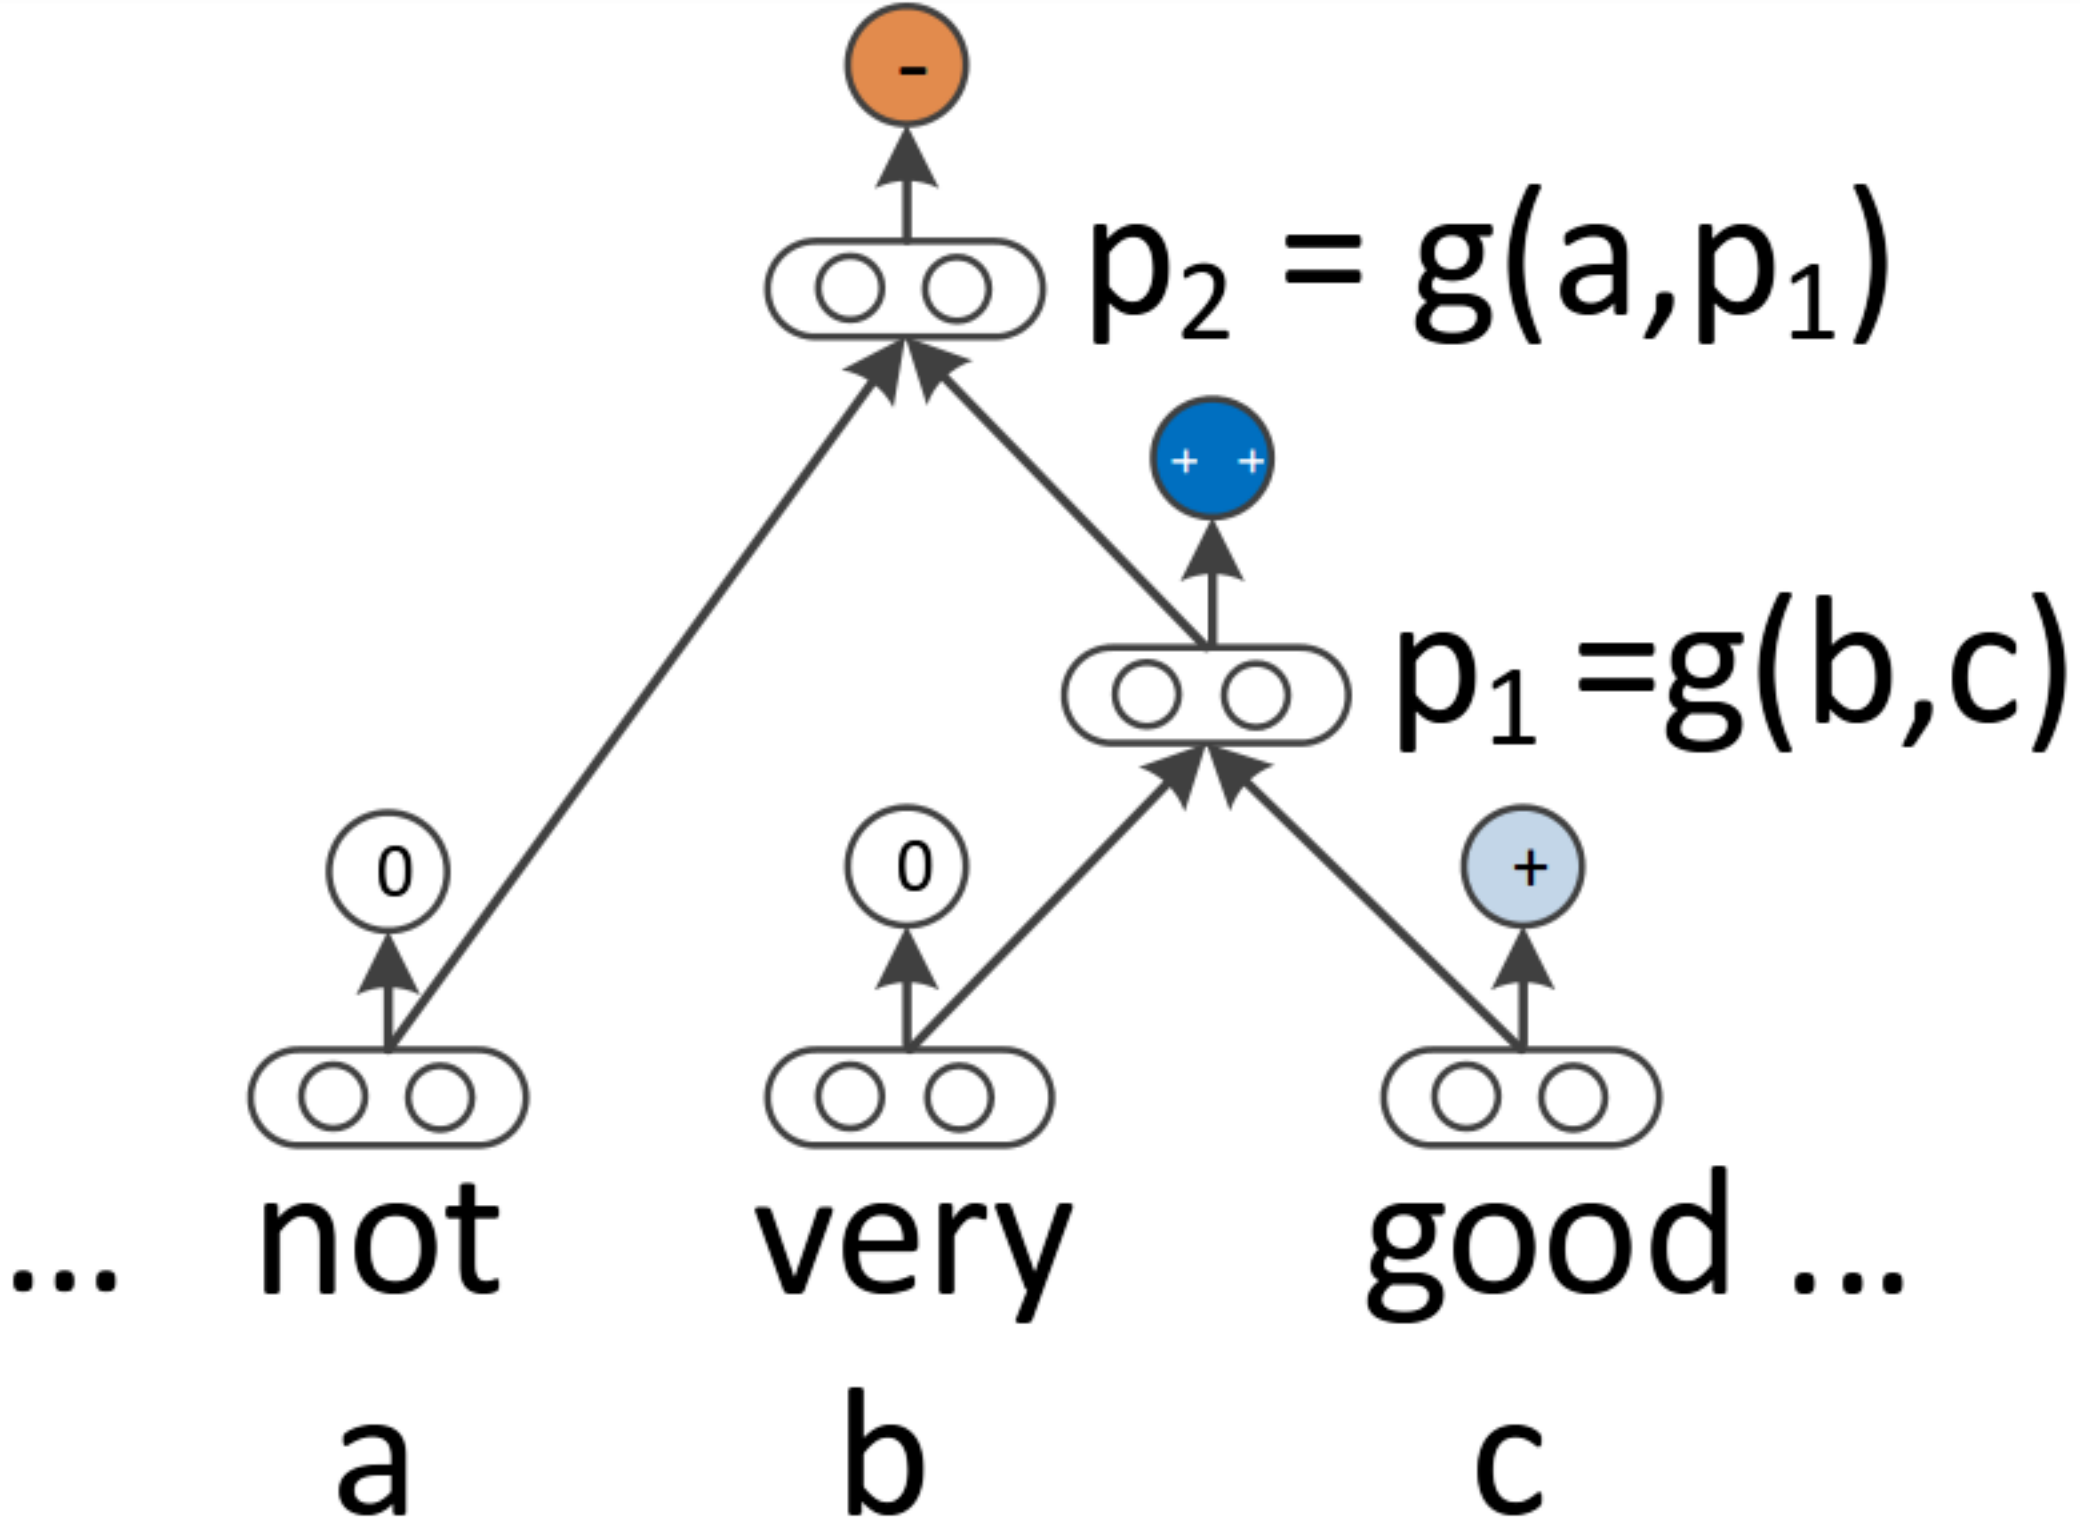 -
p₂ = g(a,p₁)
+ +
p₁ =g(b,c)
0 0 +
... not very good ...
a b c